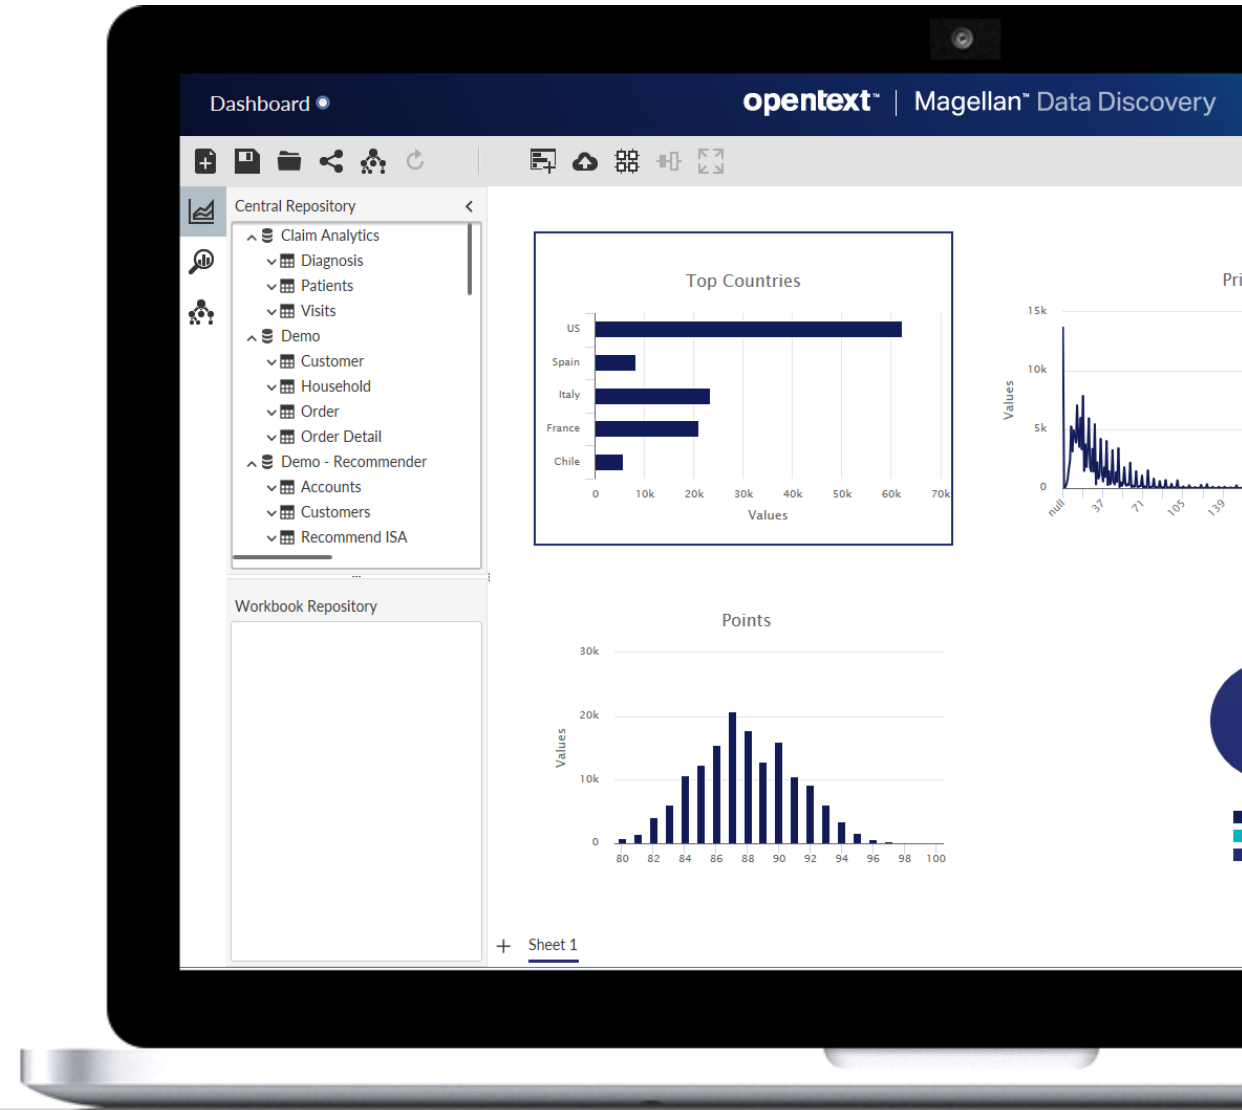 Dashboard
opentext™ | Magellan™ Data Discovery
Central Repository
Claim Analytics
Diagnosis
Patients
Visits
Demo
Customer
Household
Order
Order Detail
Demo - Recommender
Accounts
Customers
Recommend ISA
Workbook Repository
Top Countries
US
Spain
Italy
France
Chile
0 10k 20k 30k 40k 50k 60k 70k
Values
Pri
15k
10k
5k
0
Values
null 37 71 105 139
Points
30k
20k
10k
0
Values
80 82 84 86 88 90 92 94 96 98 100
+ Sheet 1